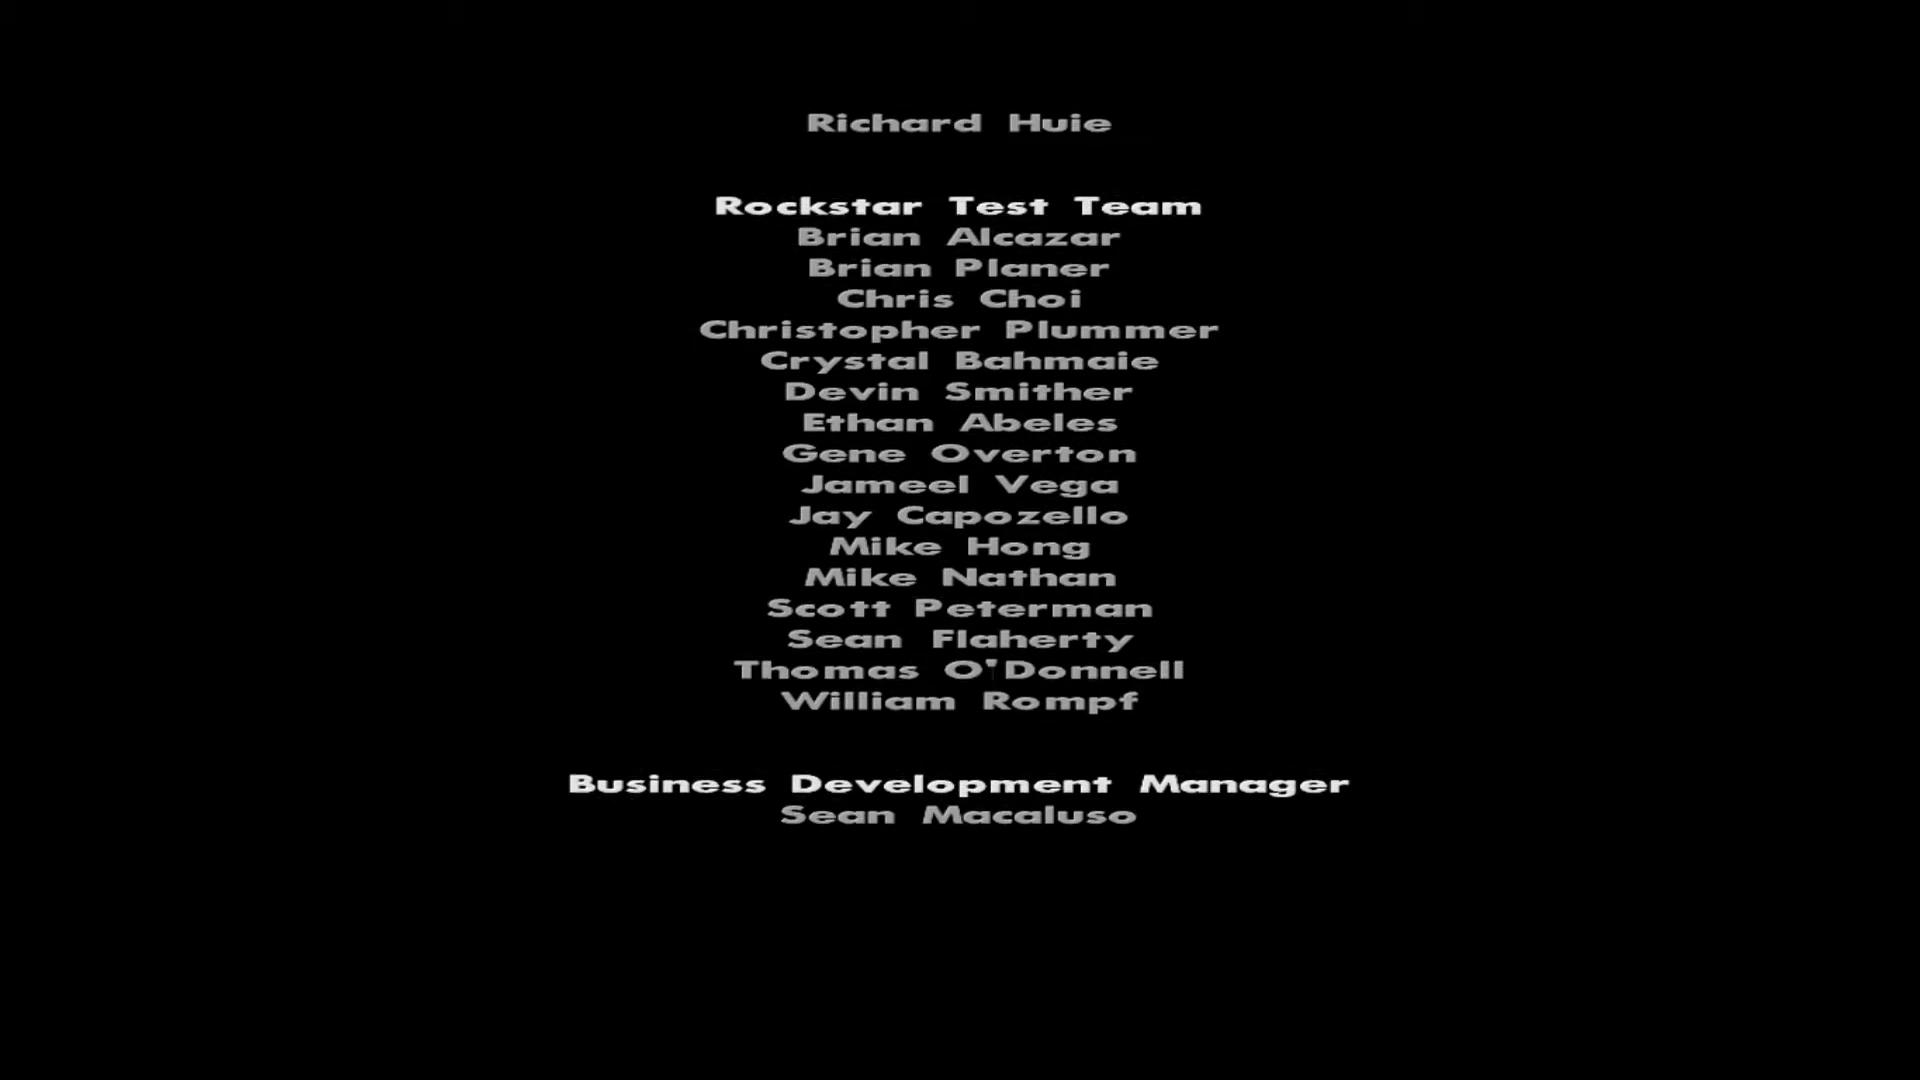 Richard Huie
Rockstar Test Team
Brian Alcazar
Brian Planer
Chris Choi
Christopher Plummer
Crystal Bahmaie
Devin Smither
Ethan Abeles
Gene Overton
Jameel Vega
Jay Capozello
Mike Hong
Mike Nathan
Scott Peterman
Sean Flaherty
Thomas O'Donnell
William Rompf
Business Development Manager
Sean Macaluso